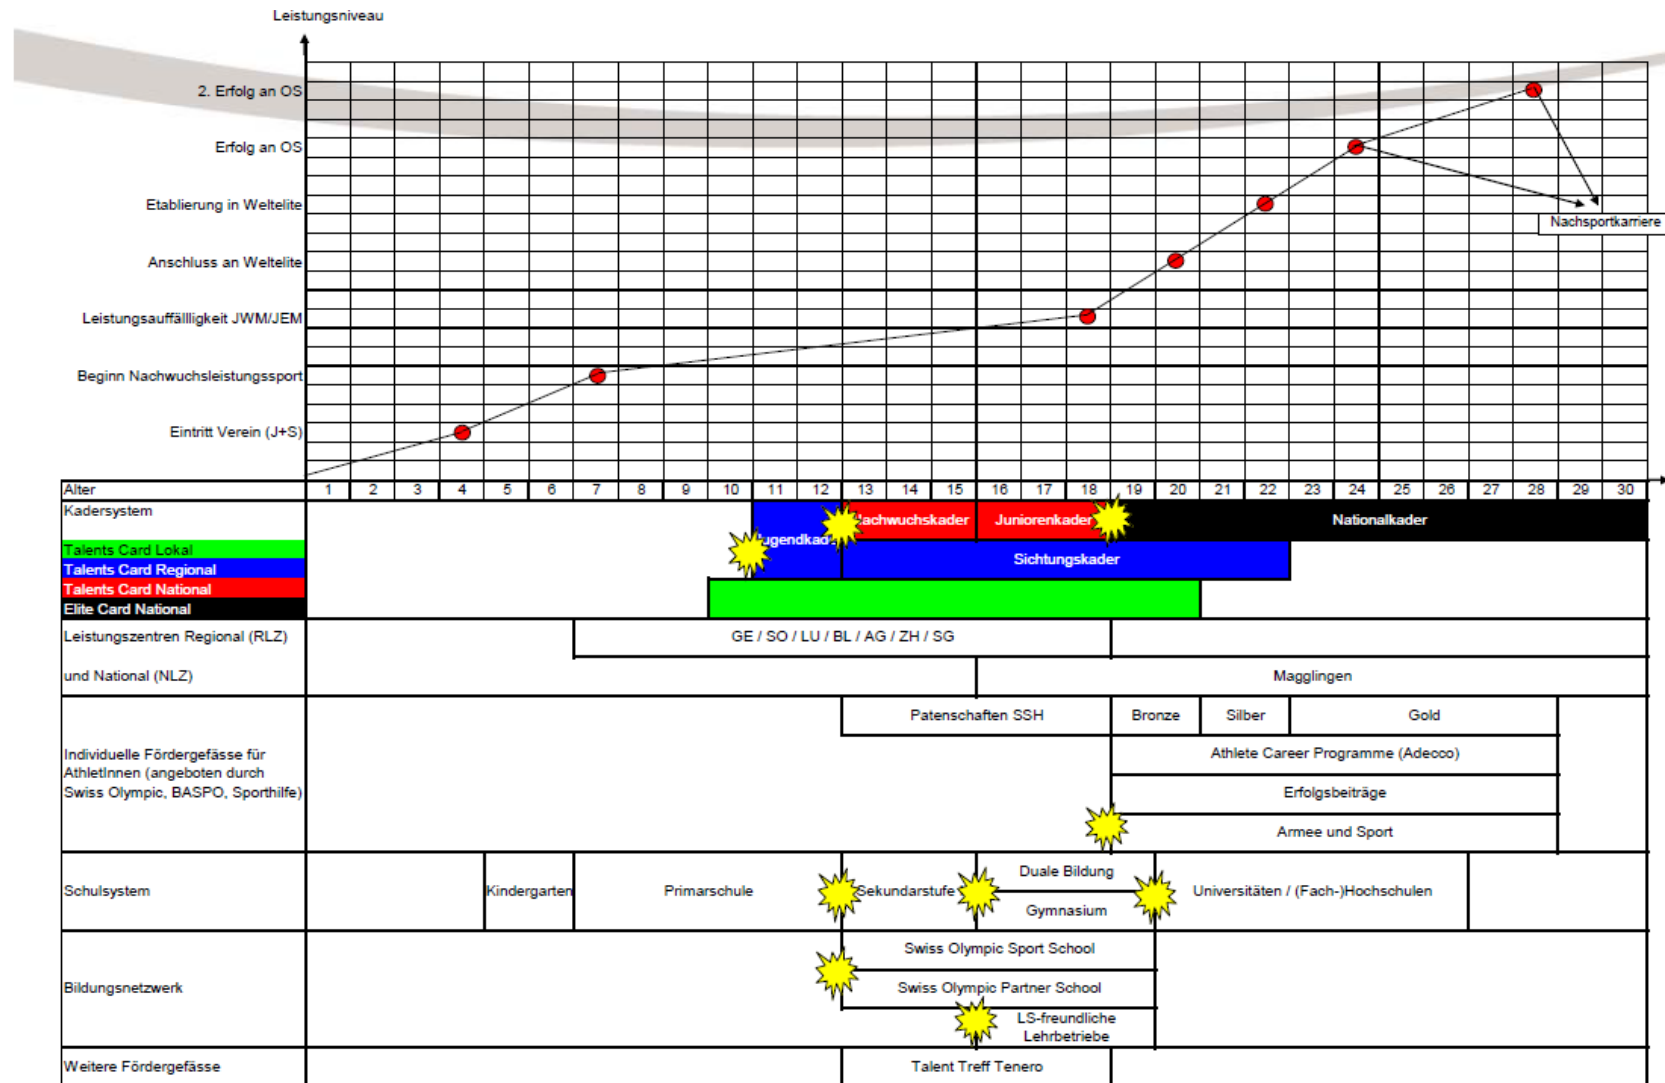 Leistungsniveau
2. Erfolg an OS
Erfolg an OS
Etablierung in Weltelite
Nachsportkarriere
Anschluss an Weltelite
Leistungsauffällligkeit JWM/JEM
Beginn Nachwuchsleistungssport
Eintritt Verein (J+S)
Alter 1 2 3 4 5 6 7 8 9 10 11 12 13 14 15 16 17 18 19 20 21 22 23 24 25 26 27 28 29 30
Kadersystem
Nachwuchskader Juniorenkader Nationalkader
Jugendkader
Talents Card Lokal
Sichtungskader
Talents Card Regional
Talents Card National
Elite Card National
Leistungszentren Regional (RLZ) GE / SO / LU / BL / AG / ZH / SG
und National (NLZ) Magglingen
Patenschaften SSH Bronze Silber Gold
Individuelle Fördergefässe für
AthletInnen (angeboten durch
Swiss Olympic, BASPO, Sporthilfe)
Athlete Career Programme (Adecco)
Erfolgsbeiträge
Armee und Sport
Schulsystem Kindergarten Primarschule Sekundarstufe
Duale Bildung
Gymnasium
Universitäten / (Fach-)Hochschulen
Bildungsnetzwerk
Swiss Olympic Sport School
Swiss Olympic Partner School
LS-freundliche
Lehrbetriebe
Weitere Fördergefässe Talent Treff Tenero